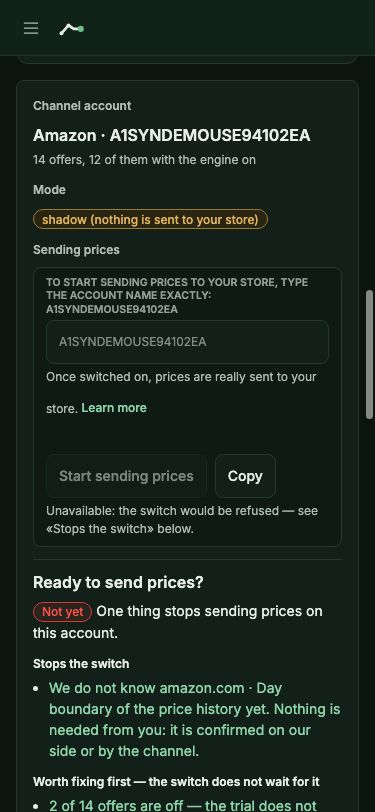 Channel account
Amazon · A1SYNDEMOUSE94102EA
14 offers, 12 of them with the engine on
Mode
shadow (nothing is sent to your store)
Sending prices
TO START SENDING PRICES TO YOUR STORE, TYPE
THE ACCOUNT NAME EXACTLY:
A1SYNDEMOUSE94102EA
A1SYNDEMOUSE94102EA
Once switched on, prices are really sent to your
store. Learn more
Start sending prices Copy
Unavailable: the switch would be refused — see
«Stops the switch» below.
Ready to send prices?
Not yet One thing stops sending prices on
this account.
Stops the switch
• We do not know amazon.com · Day
boundary of the price history yet. Nothing is
needed from you: it is confirmed on our
side or by the channel.
Worth fixing first — the switch does not wait for it
• 2 of 14 offers are off — the trial does not